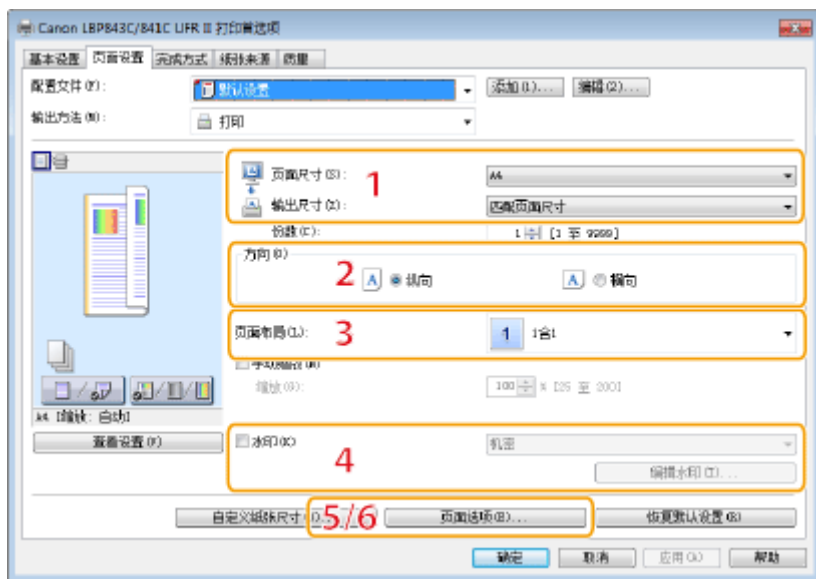 Canon LBP843C/841C UFR II 打印首选项
基本设置 页面设置 完成方式 纸张来源 质量
配置文件(F): 默认设置 添加(1)... 编辑(2)...
输出方法(M): 打印
页面尺寸(S): 1 A4
输出尺寸(Z): 匹配页面尺寸
份数(C): 1 [1 至 9999]
方向(O)
2 A 纵向 A 横向
页面布局(L): 3 1 1合1
手动缩放(N)
缩放(G): 100 % [25 至 200]
A4 [缩放: 自动]
查看设置(V) 水印(K) 4 机密
编辑水印(T)...
自定义纸张尺寸 5/6 页面选项(B)... 恢复默认设置(R)
确定 取消 应用(A) 帮助